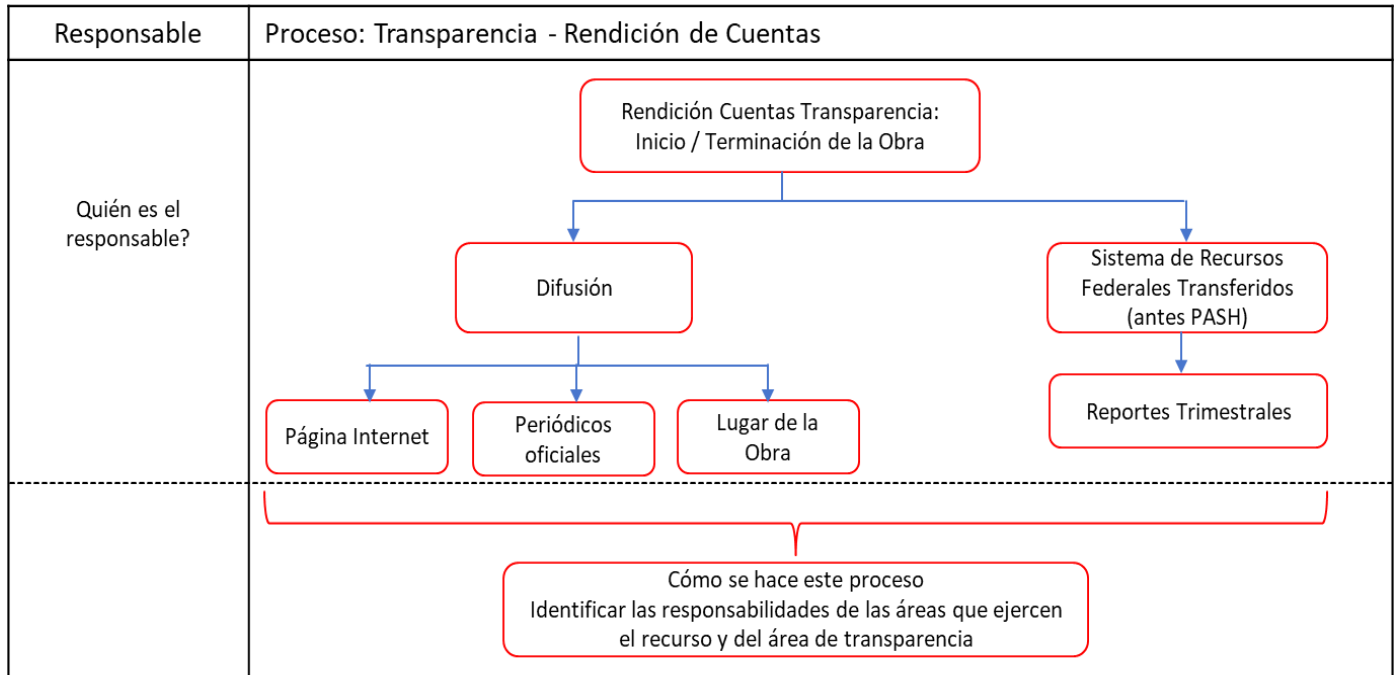 Responsable
Proceso: Transparencia - Rendición de Cuentas
Rendición Cuentas Transparencia:
Inicio / Terminación de la Obra
Quién es el
responsable?
Difusión
Sistema de Recursos
Federales Transferidos
(antes PASH)
Página Internet
Periódicos
oficiales
Lugar de la
Obra
Reportes Trimestrales
Cómo se hace este proceso
Identificar las responsabilidades de las áreas que ejercen
el recurso y del área de transparencia